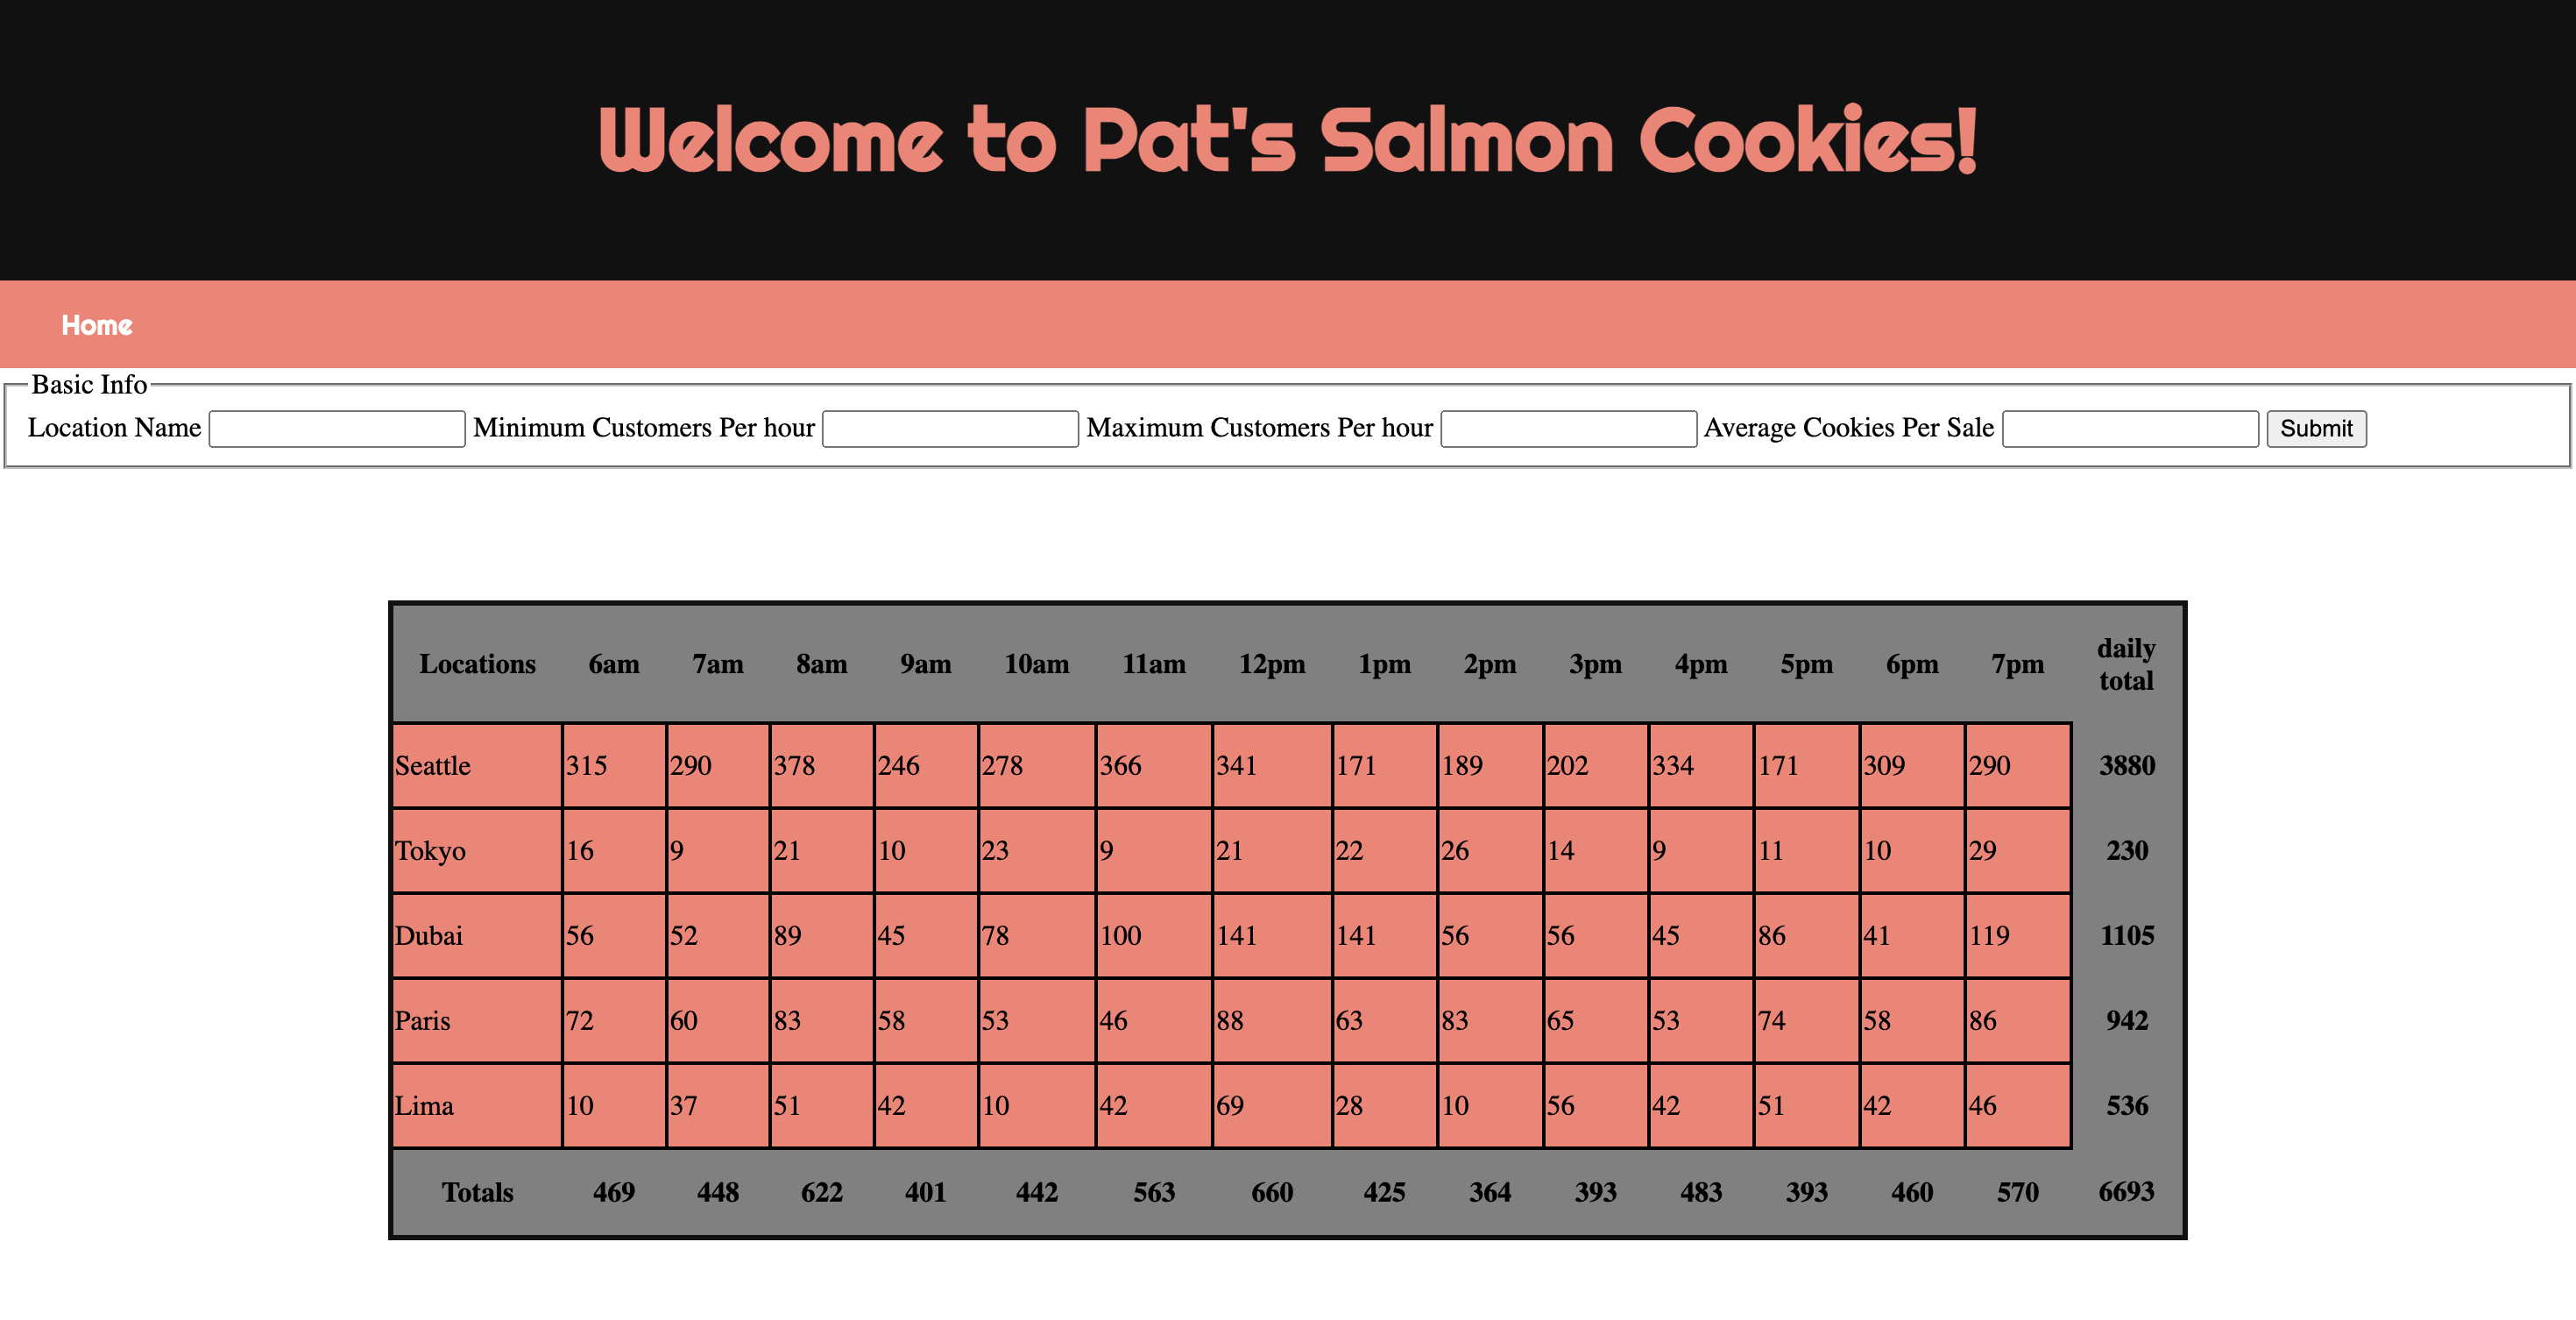 Welcome to Pat's Salmon Cookies!
Home
Basic Info
Location Name Minimum Customers Per hour Maximum Customers Per hour Average Cookies Per Sale Submit
Locations 6am 7am 8am 9am 10am 11am 12pm 1pm 2pm 3pm 4pm 5pm 6pm 7pm daily total
Seattle 315 290 378 246 278 366 341 171 189 202 334 171 309 290 3880
Tokyo 16 9 21 10 23 9 21 22 26 14 9 11 10 29 230
Dubai 56 52 89 45 78 100 141 141 56 56 45 86 41 119 1105
Paris 72 60 83 58 53 46 88 63 83 65 53 74 58 86 942
Lima 10 37 51 42 10 42 69 28 10 56 42 51 42 46 536
Totals 469 448 622 401 442 563 660 425 364 393 483 393 460 570 6693